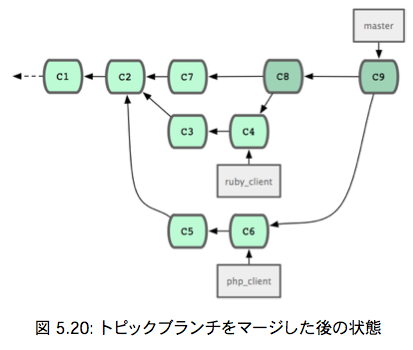 master
C1 C2 C7 C8 C9
C3 C4
ruby_client
C5 C6
php_client
図 5.20: トピックブランチをマージした後の状態